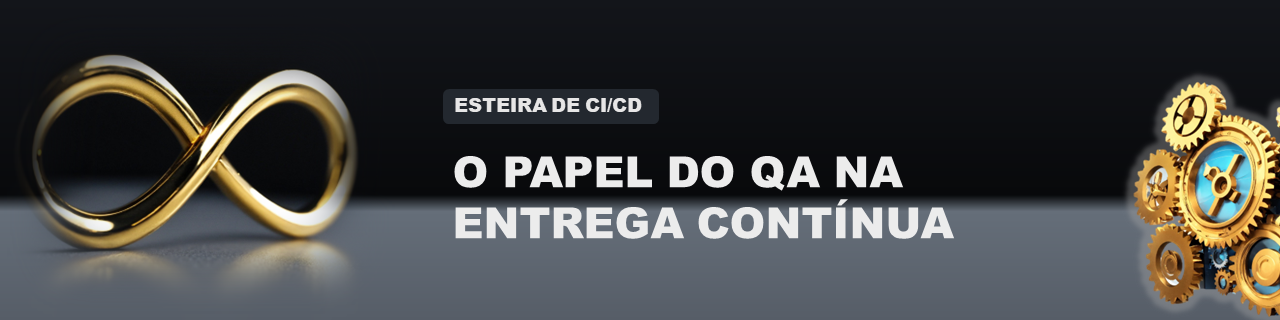 ESTEIRA DE CI/CD
O PAPEL DO QA NA
ENTREGA CONTÍNUA